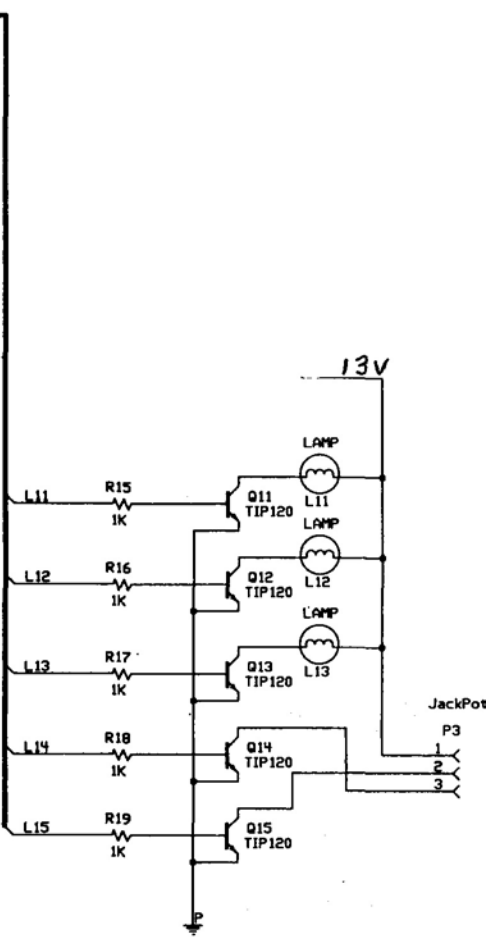 13V
LAMP
L11
R15
1K
Q11
TIP120
L11
LAMP
L12
R16
1K
Q12
TIP120
L12
LAMP
L13
R17
1K
Q13
TIP120
L13
JackPot
P3
L14
R18
1K
Q14
TIP120
1
2
3
L15
R19
1K
Q15
TIP120
P